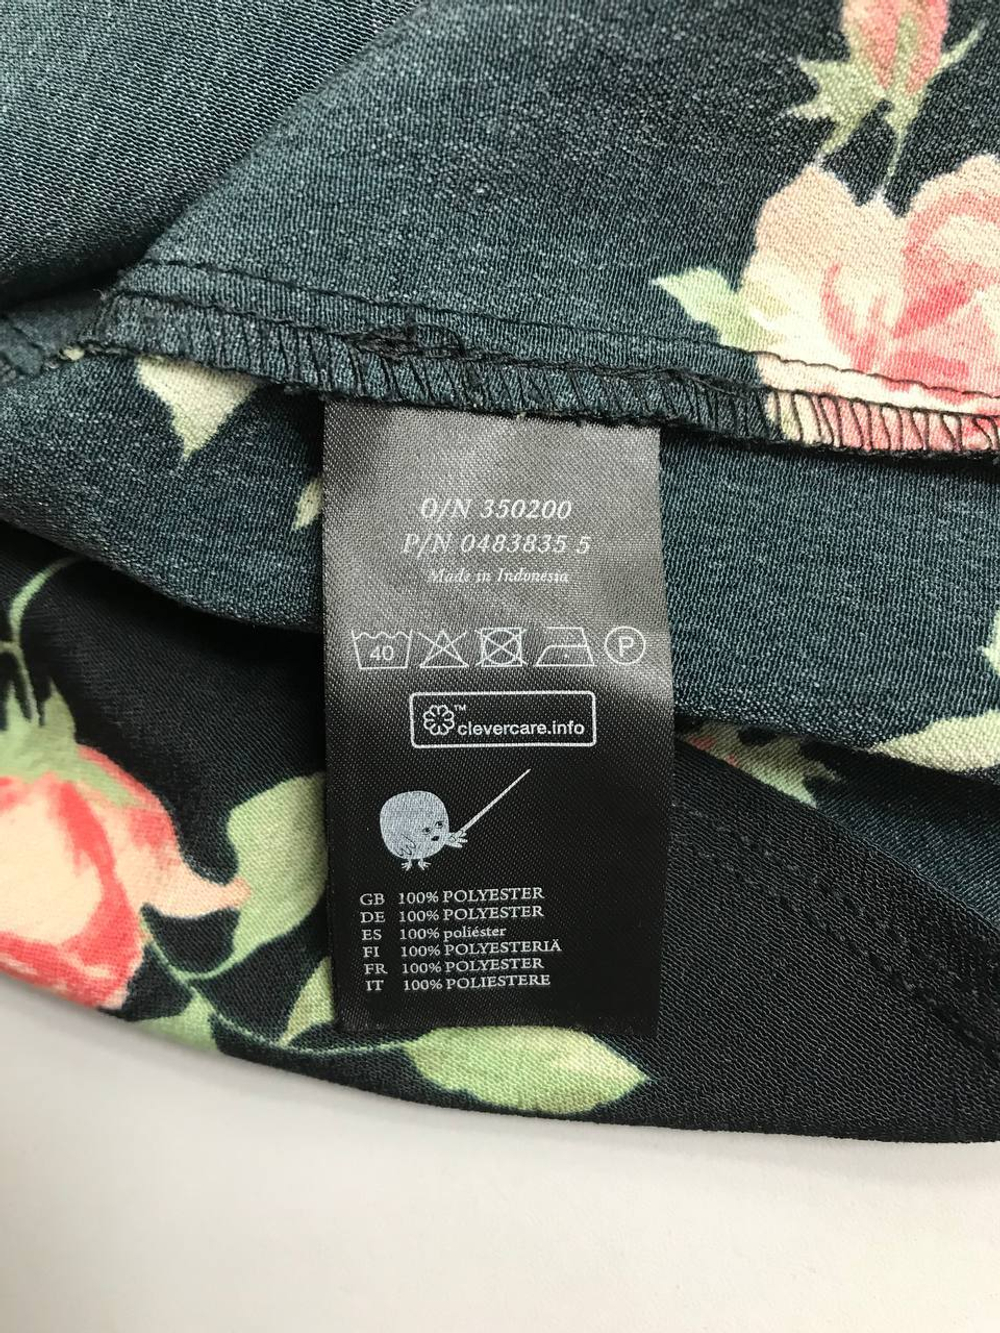 O/N 350200
P/N 0483835 5
Made in Indonesia
40 P
™
clevercare.info
GB 100% POLYESTER
DE 100% POLYESTER
ES 100% poliéster
FI 100% POLYESTERIÄ
FR 100% POLYESTER
IT 100% POLIESTERE